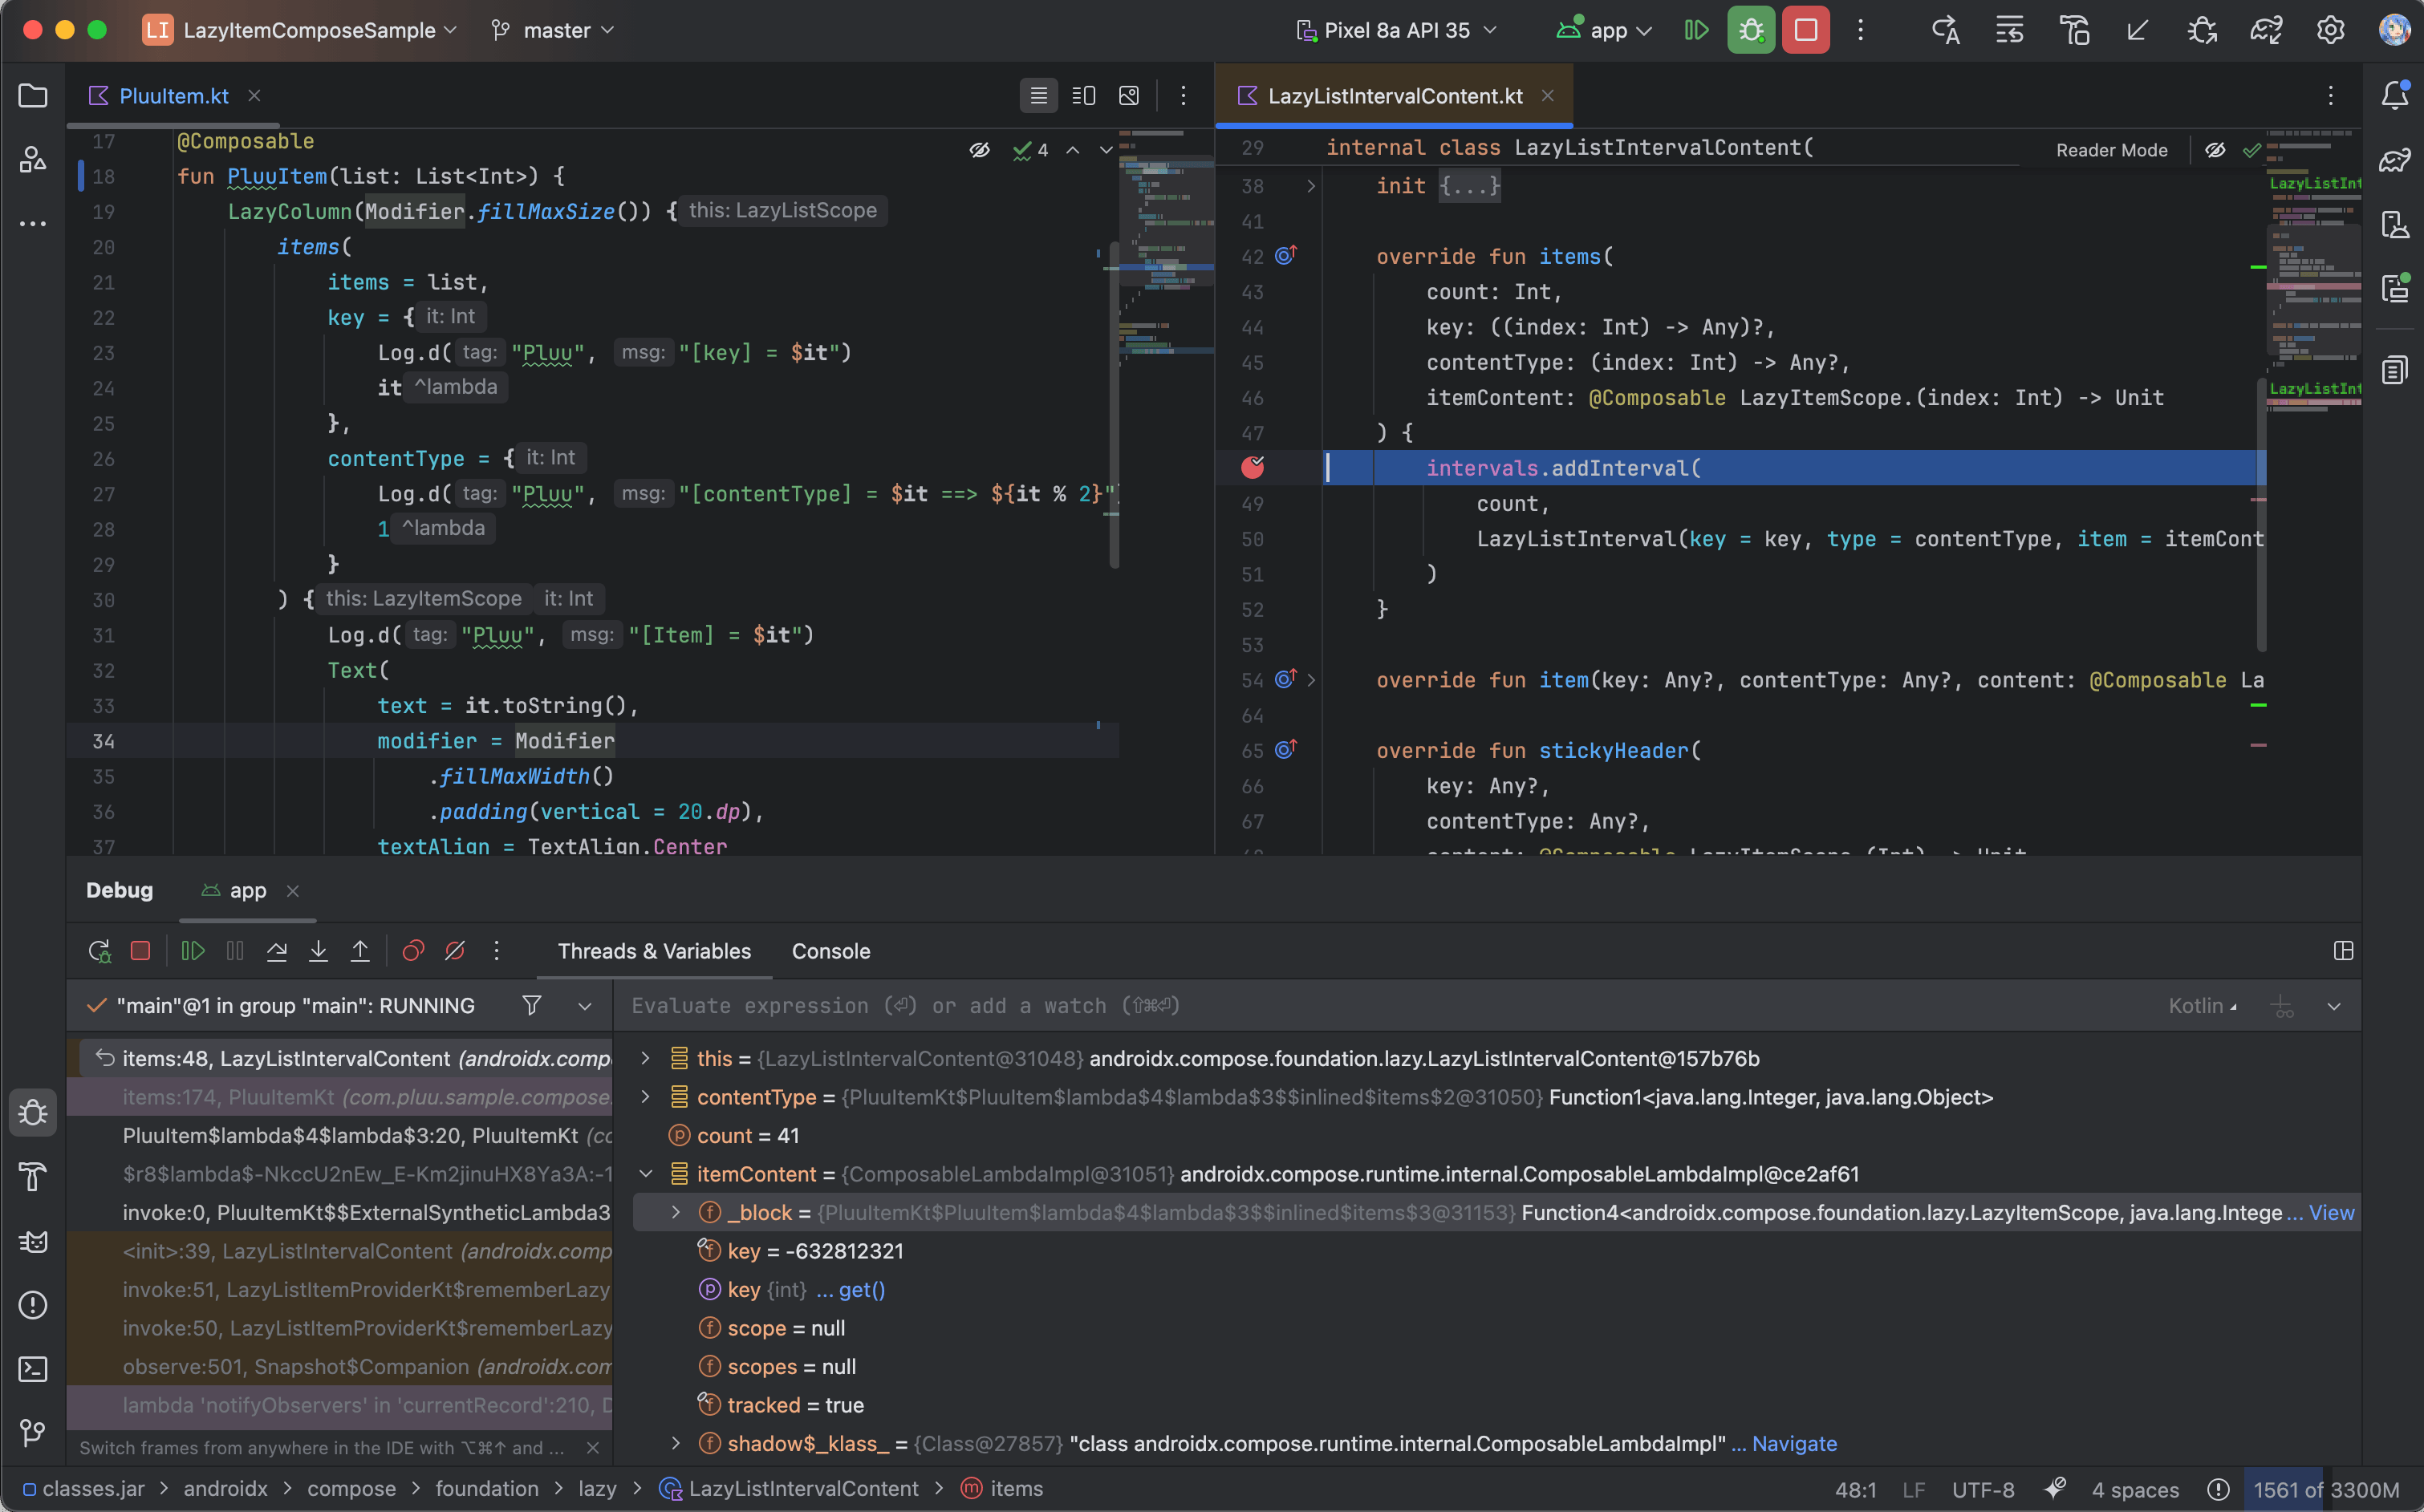 LI LazyItemComposeSample master Pixel 8a API 35 app
PluuItem.kt
17 @Composable
18 fun PluuItem(list: List<Int>) {
19 LazyColumn(Modifier.fillMaxSize()) { this: LazyListScope
20 items(
21 items = list,
22 key = { it: Int
23 Log.d( tag: "Pluu", msg: "[key] = $it")
24 it ^lambda
25 },
26 contentType = { it: Int
27 Log.d( tag: "Pluu", msg: "[contentType] = $it ==> ${it % 2}"
28 1 ^lambda
29 }
30 ) { this: LazyItemScope it: Int
31 Log.d( tag: "Pluu", msg: "[Item] = $it")
32 Text(
33 text = it.toString(),
34 modifier = Modifier
35 .fillMaxWidth()
36 .padding(vertical = 20.dp),
37 textAlign = TextAlign.Center
4
LazyListIntervalContent.kt
29 internal class LazyListIntervalContent(
Reader Mode
38 init {...}
41
42 override fun items(
43 count: Int,
44 key: ((index: Int) -> Any)?,
45 contentType: (index: Int) -> Any?,
46 itemContent: @Composable LazyItemScope.(index: Int) -> Unit
47 ) {
intervals.addInterval(
49 count,
50 LazyListInterval(key = key, type = contentType, item = itemCont
51 )
52 }
53
54 override fun item(key: Any?, contentType: Any?, content: @Composable La
64
65 override fun stickyHeader(
66 key: Any?,
67 contentType: Any?,
content: @Composable LazyItemScope.(Int) -> Unit
LazyListInt
LazyListInt
Debug app
Threads & Variables Console
"main"@1 in group "main": RUNNING
items:48, LazyListIntervalContent (androidx.comp
items:174, PluuItemKt (com.pluu.sample.compose.
PluuItem$lambda$4$lambda$3:20, PluuItemKt (co
$r8$lambda$-NkccU2nEw_E-Km2jinuHX8Ya3A:-1
invoke:0, PluuItemKt$$ExternalSyntheticLambda3
<init>:39, LazyListIntervalContent (androidx.comp
invoke:51, LazyListItemProviderKt$rememberLazy
invoke:50, LazyListItemProviderKt$rememberLazy
observe:501, Snapshot$Companion (androidx.com
lambda 'notifyObservers' in 'currentRecord':210, D
Switch frames from anywhere in the IDE with ⌥⌘↑ and ...
Evaluate expression (⏎) or add a watch (⇧⌘⏎) Kotlin
this = {LazyListIntervalContent@31048} androidx.compose.foundation.lazy.LazyListIntervalContent@157b76b
contentType = {PluuItemKt$PluuItem$lambda$4$lambda$3$$inlined$items$2@31050} Function1<java.lang.Integer, java.lang.Object>
p count = 41
itemContent = {ComposableLambdaImpl@31051} androidx.compose.runtime.internal.ComposableLambdaImpl@ce2af61
f _block = {PluuItemKt$PluuItem$lambda$4$lambda$3$$inlined$items$3@31153} Function4<androidx.compose.foundation.lazy.LazyItemScope, java.lang.Intege ... View
f key = -632812321
p key {int} ... get()
f scope = null
f scopes = null
f tracked = true
f shadow$_klass_ = {Class@27857} "class androidx.compose.runtime.internal.ComposableLambdaImpl" ... Navigate
classes.jar > androidx > compose > foundation > lazy > LazyListIntervalContent > m items
48:1 LF UTF-8 4 spaces 1561 of 3300M